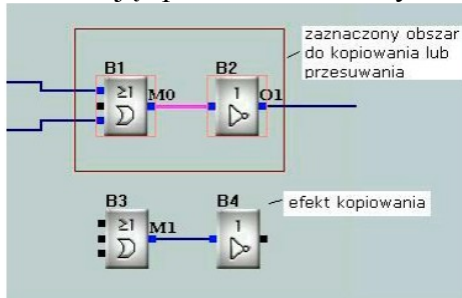 zaznaczony obszar
do kopiowania lub
przesuwania
B1 B2
≥1 M0 1 O1
B3 B4
efekt kopiowania
≥1 M1 1